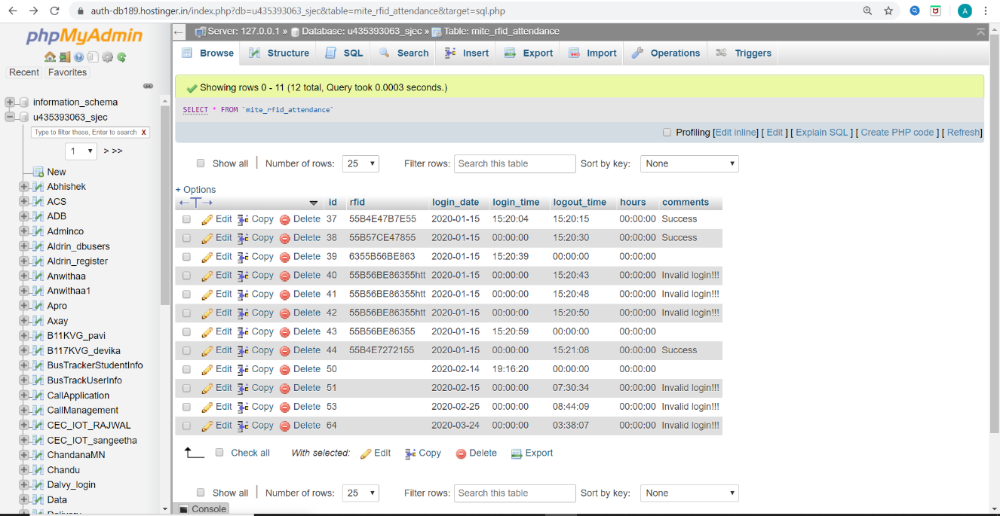 auth-db189.hostinger.in/index.php?db=u435393063_sjec&table=mite_rfid_attendance&target=sql.php
A
phpMyAdmin
Recent Favorites
information_schema
u435393063_sjec
Type to filter these, Enter to search X
1 > >>
New
Abhishek
ACS
ADB
Adminco
Aldrin_dbusers
Aldrin_register
Anwithaa
Anwithaa1
Apro
Axay
B11KVG_pavi
B117KVG_devika
BusTrackerStudentInfo
BusTrackUserInfo
CallApplication
CallManagement
CEC_IOT_RAJWAL
CEC_IOT_sangeetha
ChandanaMN
Chandu
Dalvy_login
Data
Server: 127.0.0.1 » Database: u435393063_sjec » Table: mite_rfid_attendance
Browse Structure SQL Search Insert Export Import Operations Triggers
Showing rows 0 - 11 (12 total, Query took 0.0003 seconds.)
SELECT * FROM `mite_rfid_attendance`
Profiling [Edit inline] [ Edit ] [ Explain SQL ] [ Create PHP code ] [ Refresh]
Show all Number of rows: 25 Filter rows: Search this table Sort by key: None
+ Options
←T→ id rfid login_date login_time logout_time hours comments
Edit Copy Delete 37 55B4E47B7E55 2020-01-15 15:20:04 15:20:15 00:00:00 Success
Edit Copy Delete 38 55B57CE47855 2020-01-15 00:00:00 15:20:30 00:00:00 Success
Edit Copy Delete 39 6355B56BE863 2020-01-15 15:20:39 00:00:00 00:00:00
Edit Copy Delete 40 55B56BE86355htt 2020-01-15 00:00:00 15:20:43 00:00:00 Invalid login!!!
Edit Copy Delete 41 55B56BE86355htt 2020-01-15 00:00:00 15:20:48 00:00:00 Invalid login!!!
Edit Copy Delete 42 55B56BE86355htt 2020-01-15 00:00:00 15:20:50 00:00:00 Invalid login!!!
Edit Copy Delete 43 55B56BE86355 2020-01-15 15:20:59 00:00:00 00:00:00
Edit Copy Delete 44 55B4E7272155 2020-01-15 00:00:00 15:21:08 00:00:00 Success
Edit Copy Delete 50 2020-02-14 19:16:20 00:00:00 00:00:00
Edit Copy Delete 51 2020-02-15 00:00:00 07:30:34 00:00:00 Invalid login!!!
Edit Copy Delete 53 2020-02-25 00:00:00 08:44:09 00:00:00 Invalid login!!!
Edit Copy Delete 64 2020-03-24 00:00:00 03:38:07 00:00:00 Invalid login!!!
Check all With selected: Edit Copy Delete Export
Show all Number of rows: 25 Filter rows: Search this table Sort by key: None
Console